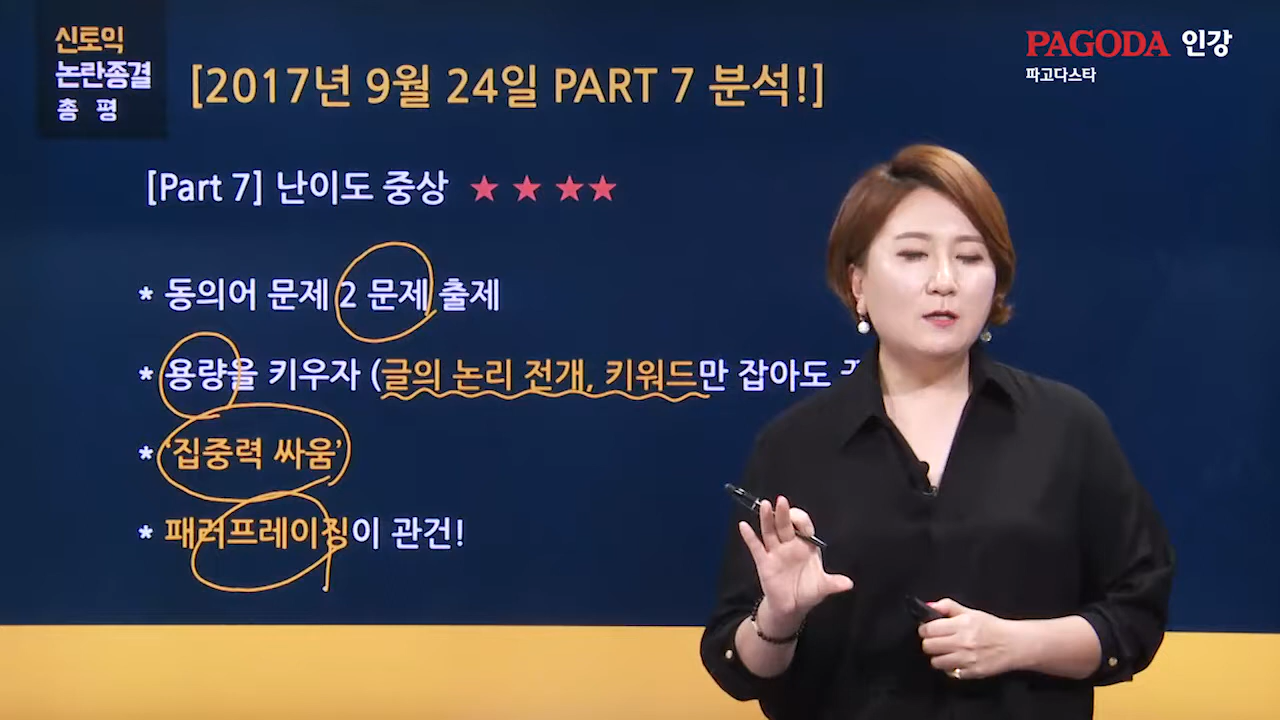 신토익
논란종결
총 평
PAGODA 인강
파고다스타
[2017년 9월 24일 PART 7 분석!]
[Part 7] 난이도 중상 ★ ★ ★★
* 동의어 문제 2 문제 출제
* 용량을 키우자 (글의 논리 전개, 키워드만 잡아도
* ‘집중력 싸움’
* 패러프레이징이 관건!